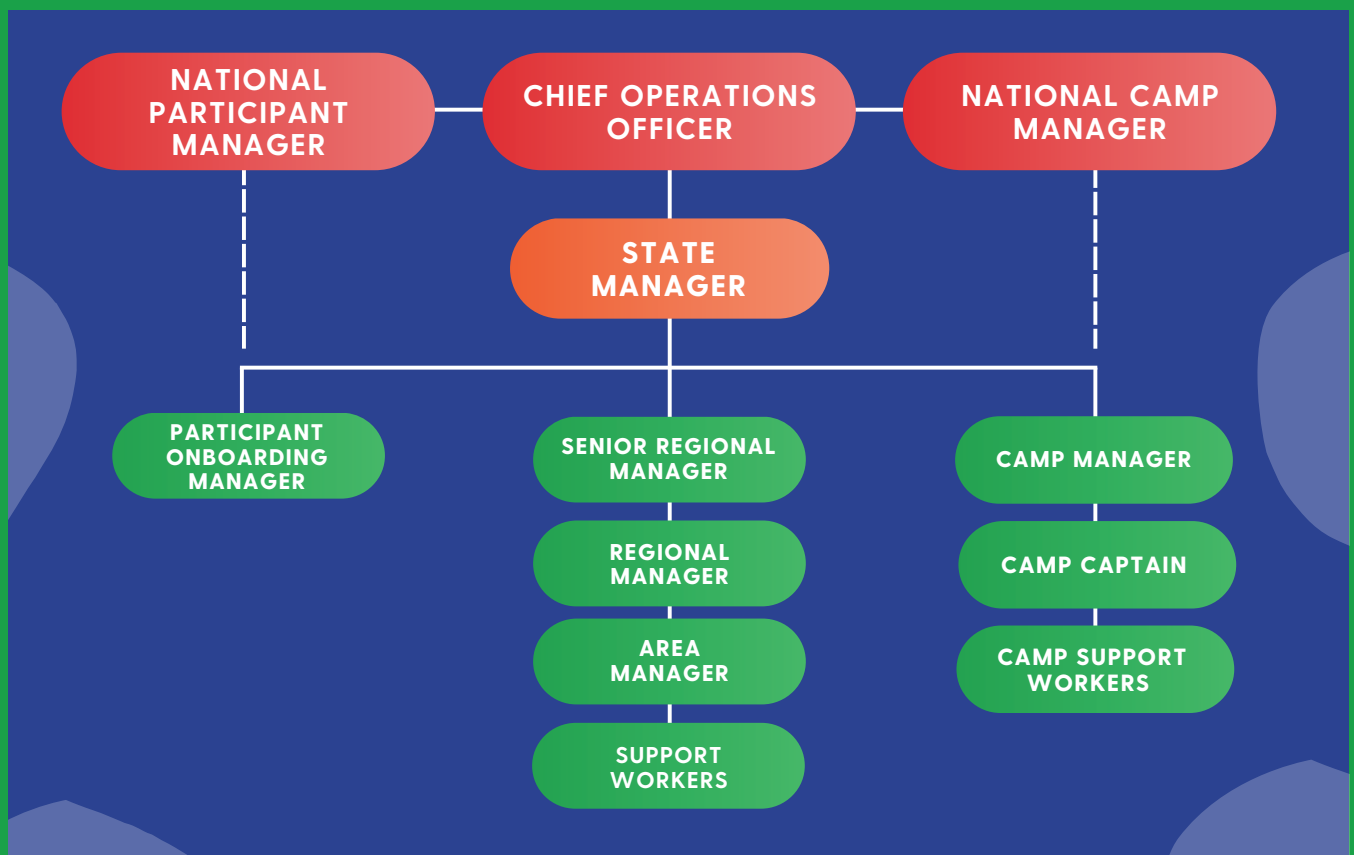 NATIONAL
PARTICIPANT
MANAGER
CHIEF OPERATIONS
OFFICER
NATIONAL CAMP
MANAGER
STATE
MANAGER
PARTICIPANT
ONBOARDING
MANAGER
SENIOR REGIONAL
MANAGER
CAMP MANAGER
REGIONAL
MANAGER
CAMP CAPTAIN
AREA
MANAGER
CAMP SUPPORT
WORKERS
SUPPORT
WORKERS